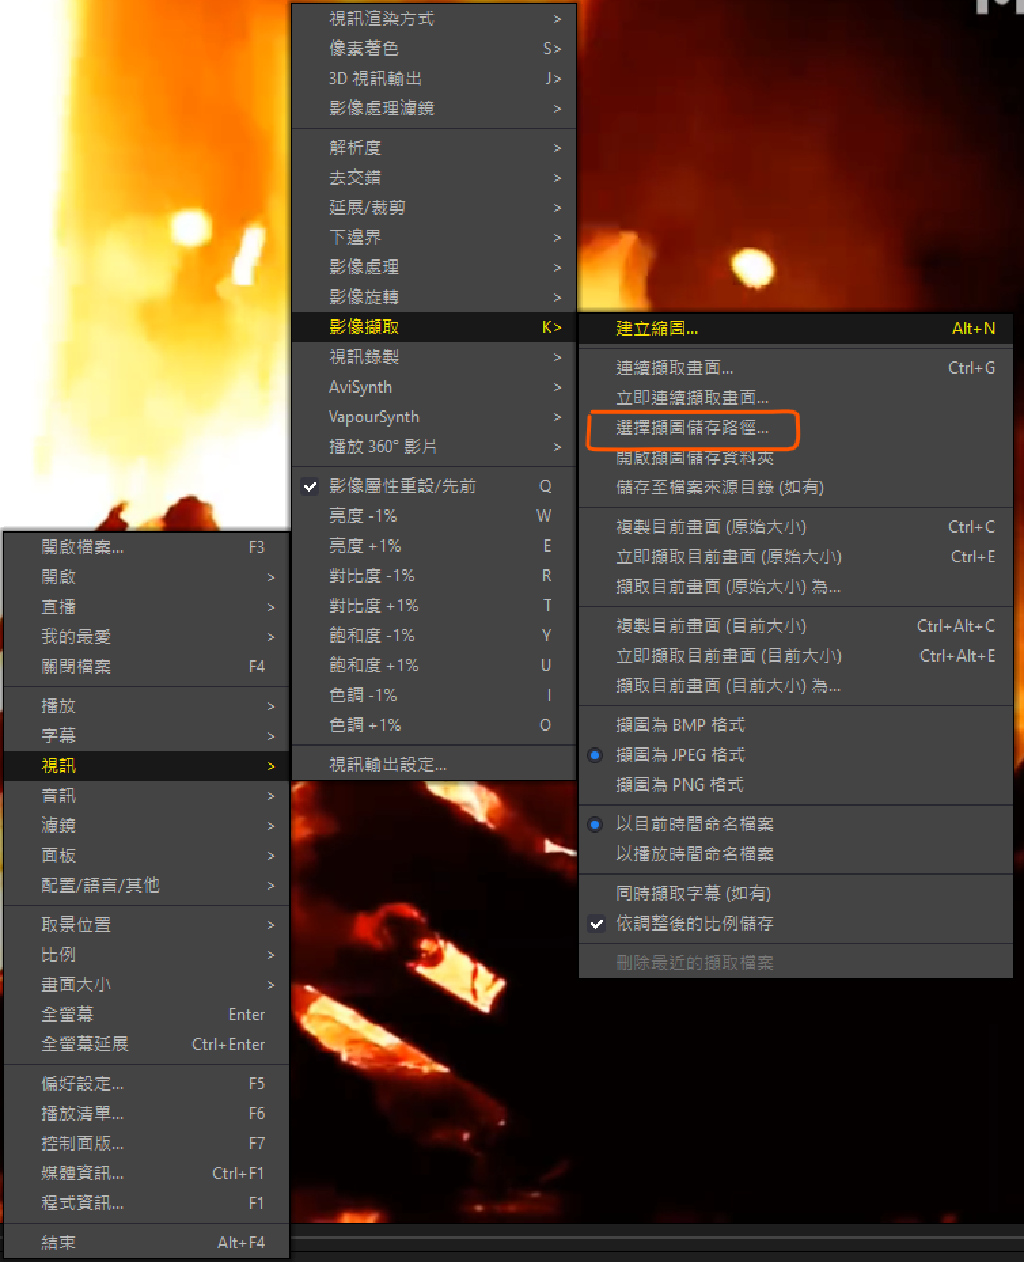 視訊渲染方式 >
像素著色 S>
3D 視訊輸出 J>
影像處理濾鏡 >
解析度 >
去交錯 >
延展/裁剪 >
下邊界 >
影像處理 >
影像旋轉 >
影像擷取 K>
視訊錄製 >
AviSynth >
VapourSynth >
播放 360° 影片 >
影像屬性重設/先前 Q
亮度 -1% W
亮度 +1% E
對比度 -1% R
對比度 +1% T
飽和度 -1% Y
飽和度 +1% U
色調 -1% I
色調 +1% O
視訊輸出設定...
建立縮圖... Alt+N
連續擷取畫面... Ctrl+G
立即連續擷取畫面...
選擇擷圖儲存路徑...
開啟擷圖儲存資料夾
儲存至檔案來源目錄 (如有)
複製目前畫面 (原始大小) Ctrl+C
立即擷取目前畫面 (原始大小) Ctrl+E
擷取目前畫面 (原始大小) 為...
複製目前畫面 (目前大小) Ctrl+Alt+C
立即擷取目前畫面 (目前大小) Ctrl+Alt+E
擷取目前畫面 (目前大小) 為...
擷圖為 BMP 格式
擷圖為 JPEG 格式
擷圖為 PNG 格式
以目前時間命名檔案
以播放時間命名檔案
同時擷取字幕 (如有)
依調整後的比例儲存
刪除最近的擷取檔案
開啟檔案... F3
開啟 >
直播 >
我的最愛 >
關閉檔案 F4
播放 >
字幕 >
視訊 >
音訊 >
濾鏡 >
面板 >
配置/語言/其他 >
取景位置 >
比例 >
畫面大小 >
全螢幕 Enter
全螢幕延展 Ctrl+Enter
偏好設定... F5
播放清單... F6
控制面版... F7
媒體資訊... Ctrl+F1
程式資訊... F1
結束 Alt+F4